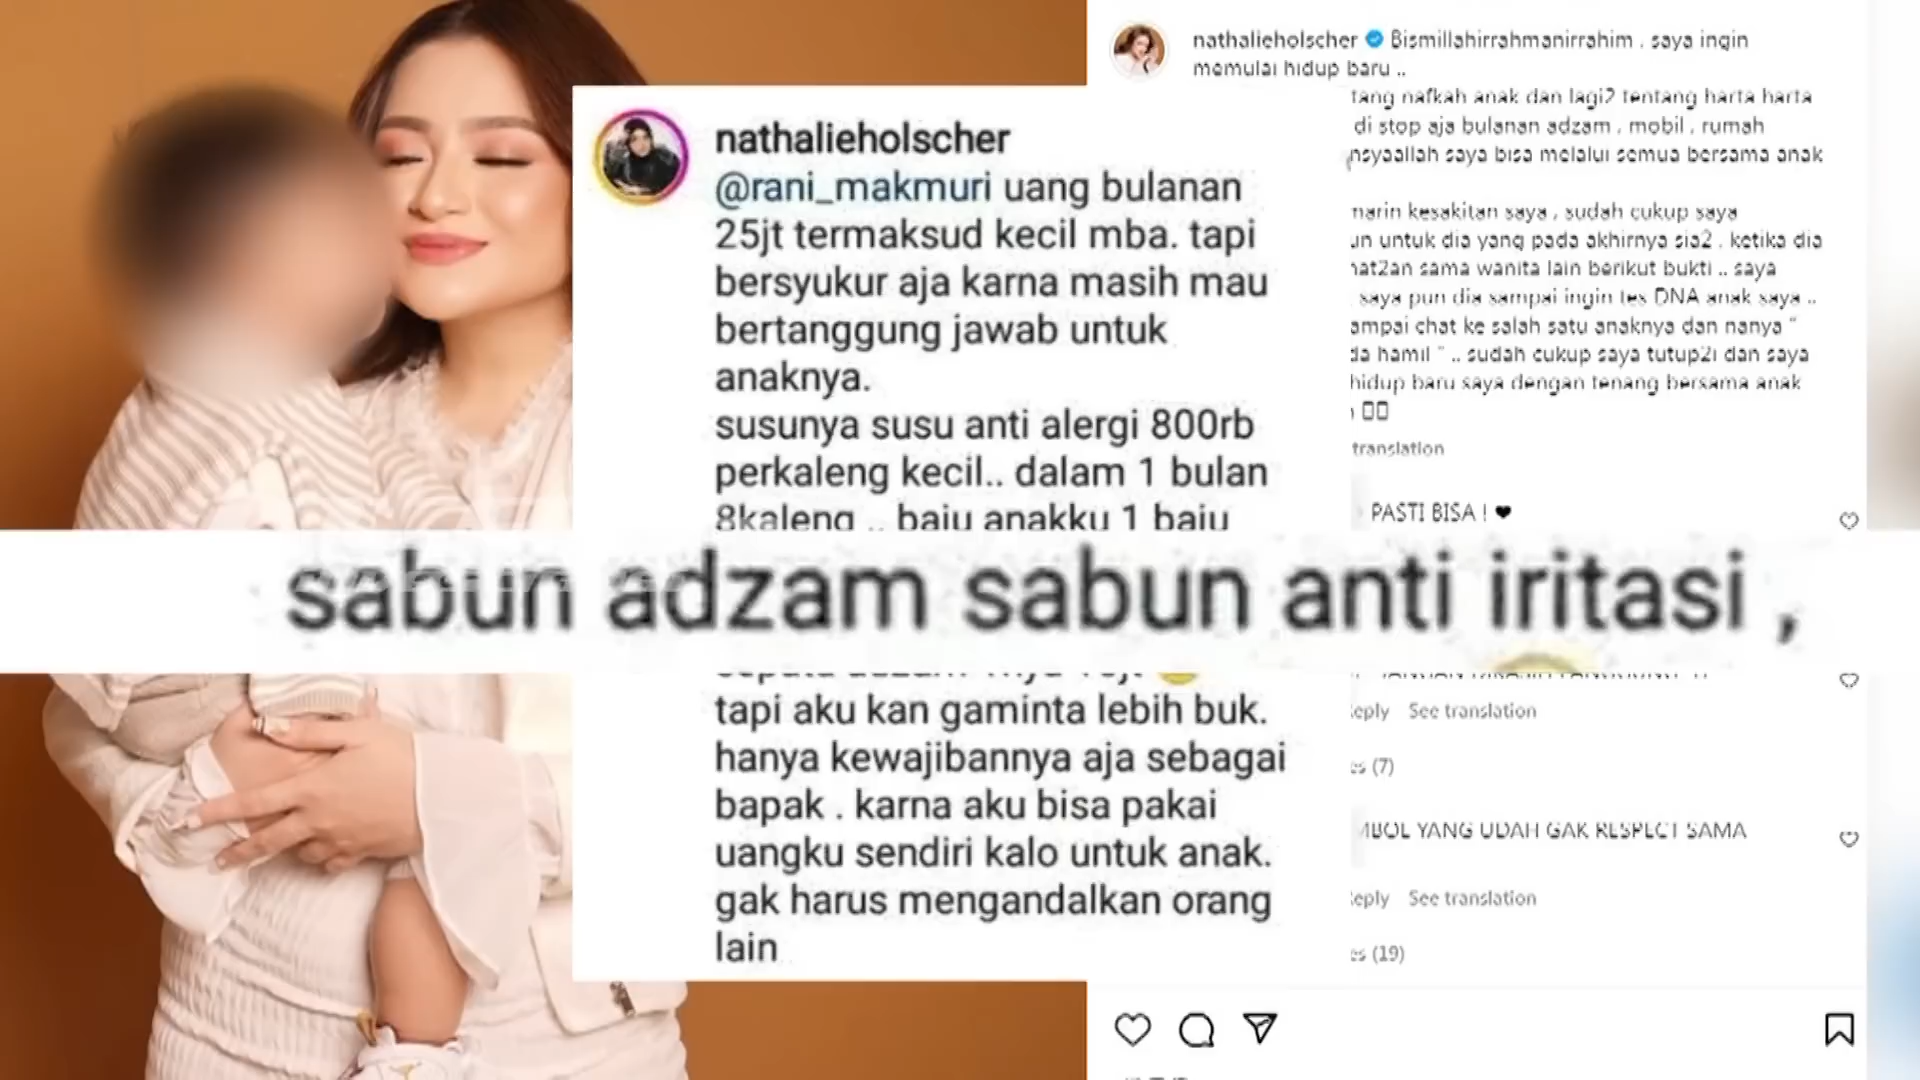 nathalieholscher Bismillahirrahmanirrahim , saya ingin
memulai hidup baru ..
tang nafkah anak dan lagi2 tentang harta harta
di stop aja bulanan adzam , mobil , rumah
nsyaallah saya bisa melalui semua bersama anak
marin kesakitan saya , sudah cukup saya
un untuk dia yang pada akhirnya sia2 , ketika dia
hat2an sama wanita lain berikut bukti .. saya
saya pun dia sampai ingin tes DNA anak saya ..
ampai chat ke salah satu anaknya dan nanya "
da hamil " .. sudah cukup saya tutup2i dan saya
hidup baru saya dengan tenang bersama anak
translation
PASTI BISA ! ❤
nathalieholscher
@rani_makmuri uang bulanan
25jt termaksud kecil mba. tapi
bersyukur aja karna masih mau
bertanggung jawab untuk
anaknya.
susunya susu anti alergi 800rb
perkaleng kecil.. dalam 1 bulan
8kaleng .. baju anakku 1 baju
sabun adzam sabun anti iritasi ,
tapi aku kan gaminta lebih buk.
hanya kewajibannya aja sebagai
bapak . karna aku bisa pakai
uangku sendiri kalo untuk anak.
gak harus mengandalkan orang
lain
eply See translation
es (7)
MBOL YANG UDAH GAK RESPECT SAMA
eply See translation
es (19)